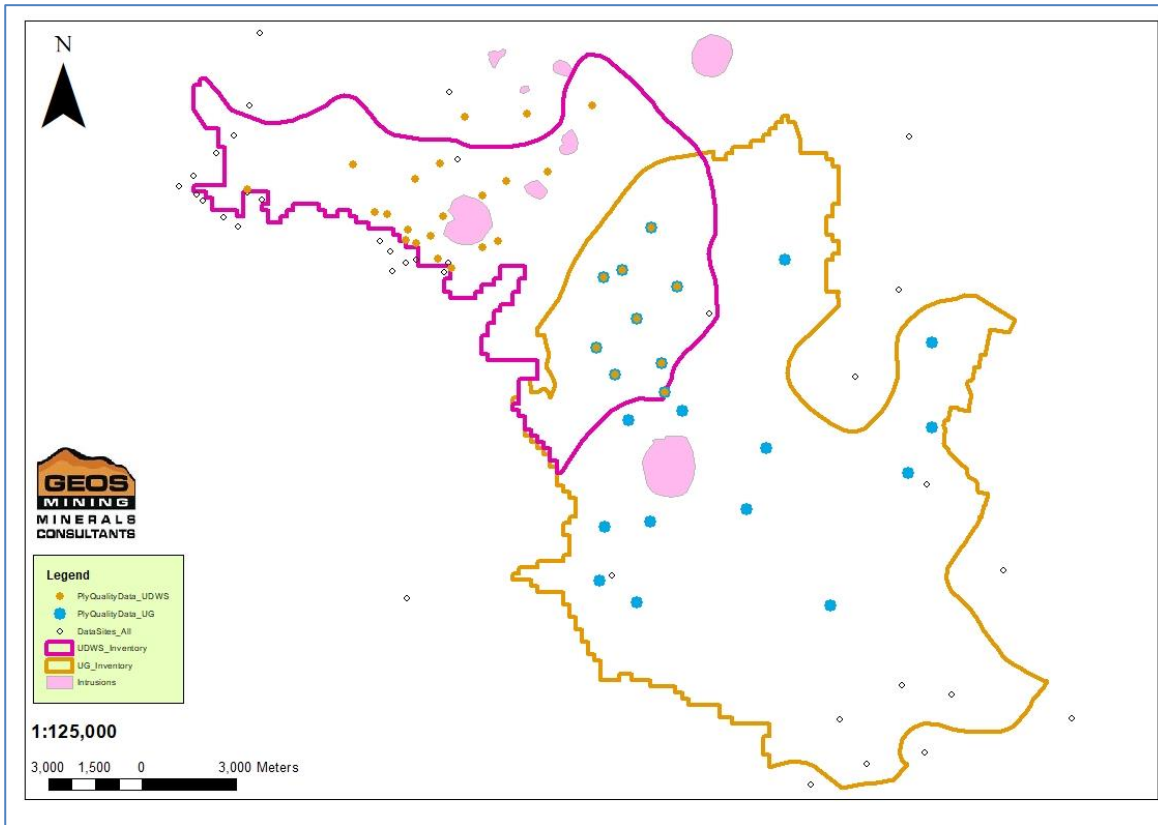 N
GEOS
MINING
MINERALS
CONSULTANTS
Legend
PlyQualityData_UDWS
PlyQualityData_UG
DataSites_All
UDWS_Inventory
UG_Inventory
Intrusions
1:125,000
3,000 1,500 0 3,000 Meters